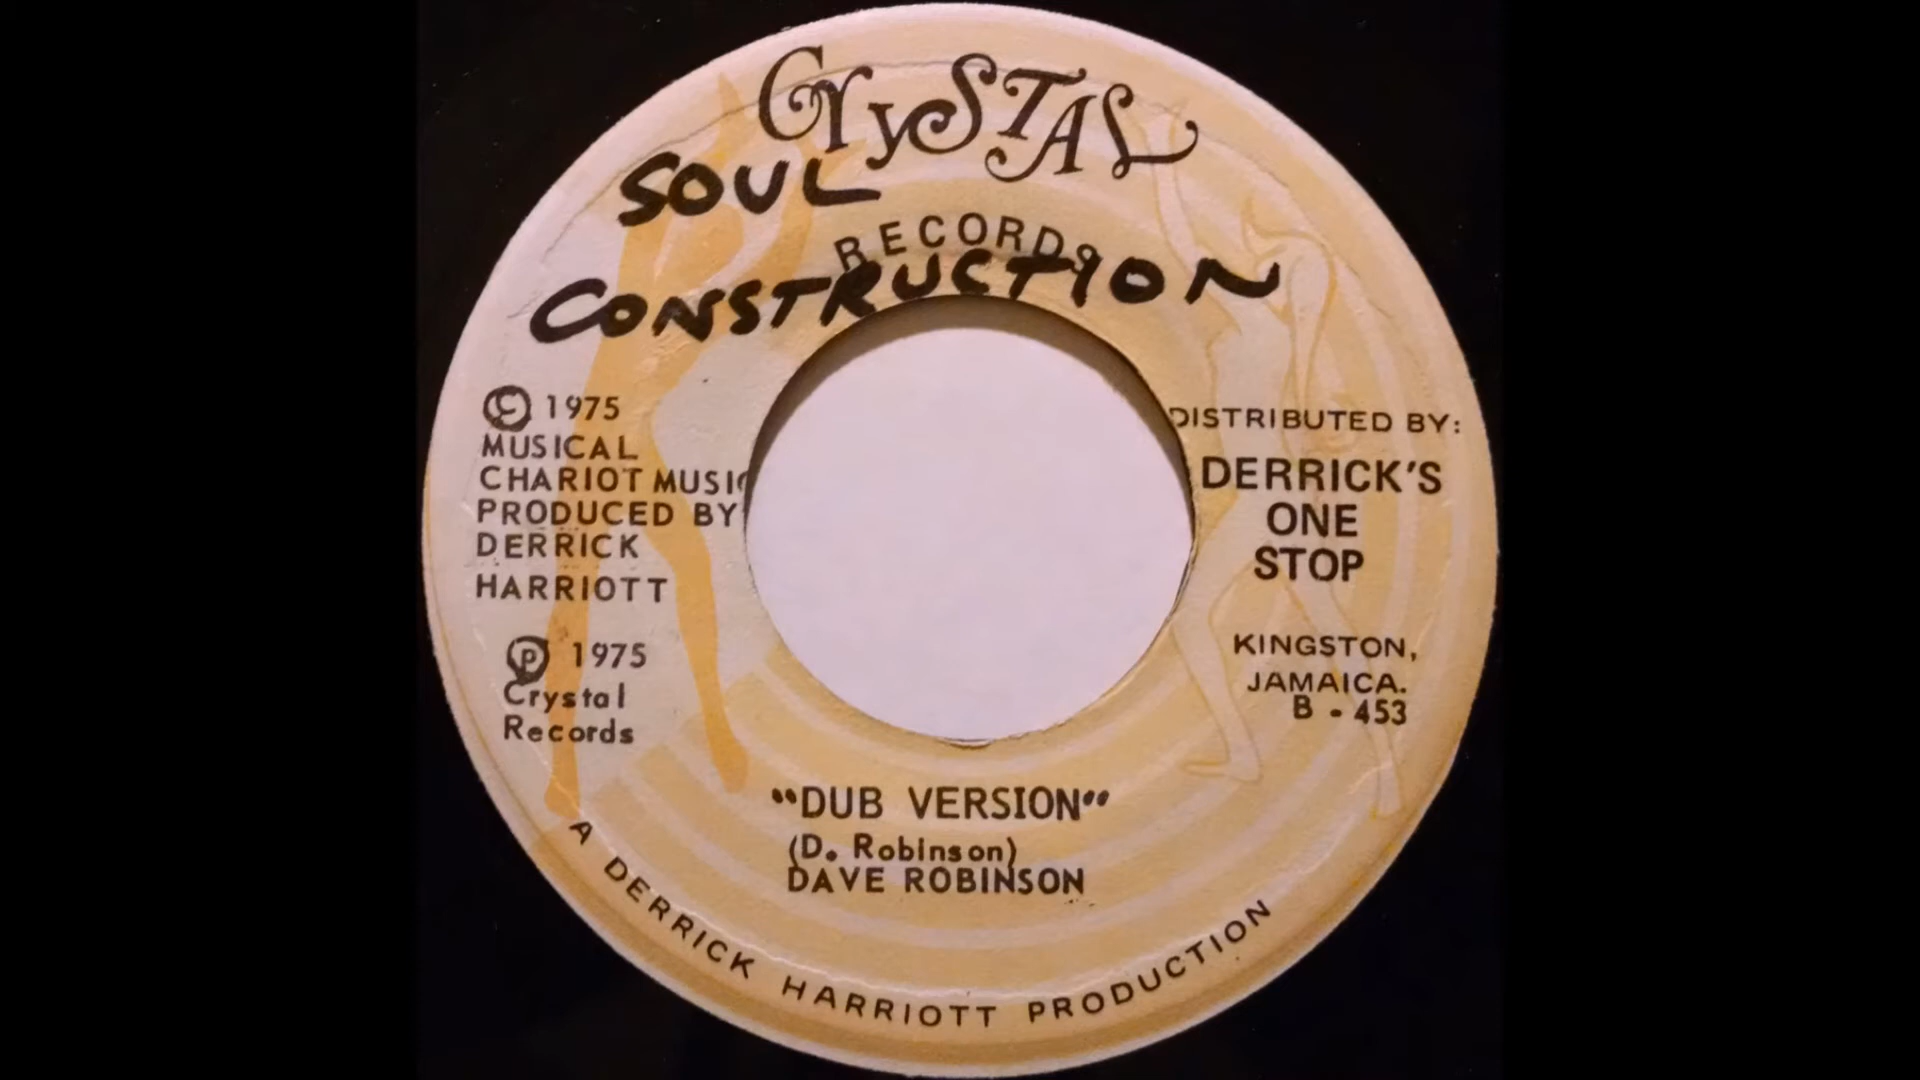 CRYSTAL
SOUL
RECORDS
CONSTRUCTION
© 1975
MUSICAL
CHARIOT MUSIC
PRODUCED BY
DERRICK
HARRIOTT
℗ 1975
Crystal
Records
DISTRIBUTED BY:
DERRICK'S
ONE
STOP
KINGSTON,
JAMAICA.
B - 453
"DUB VERSION"
(D. Robinson)
DAVE ROBINSON
A DERRICK HARRIOTT PRODUCTION